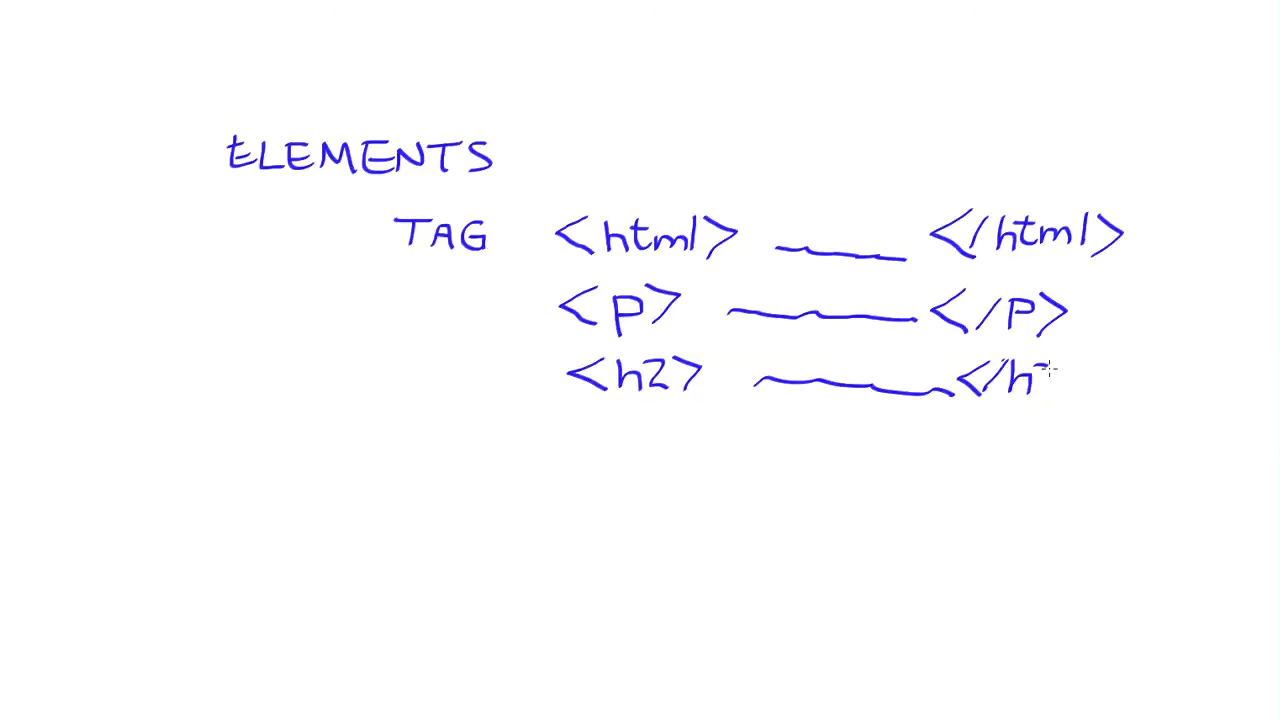 ELEMENTS
TAG <html> </html>
<p> </P>
<h2> </h